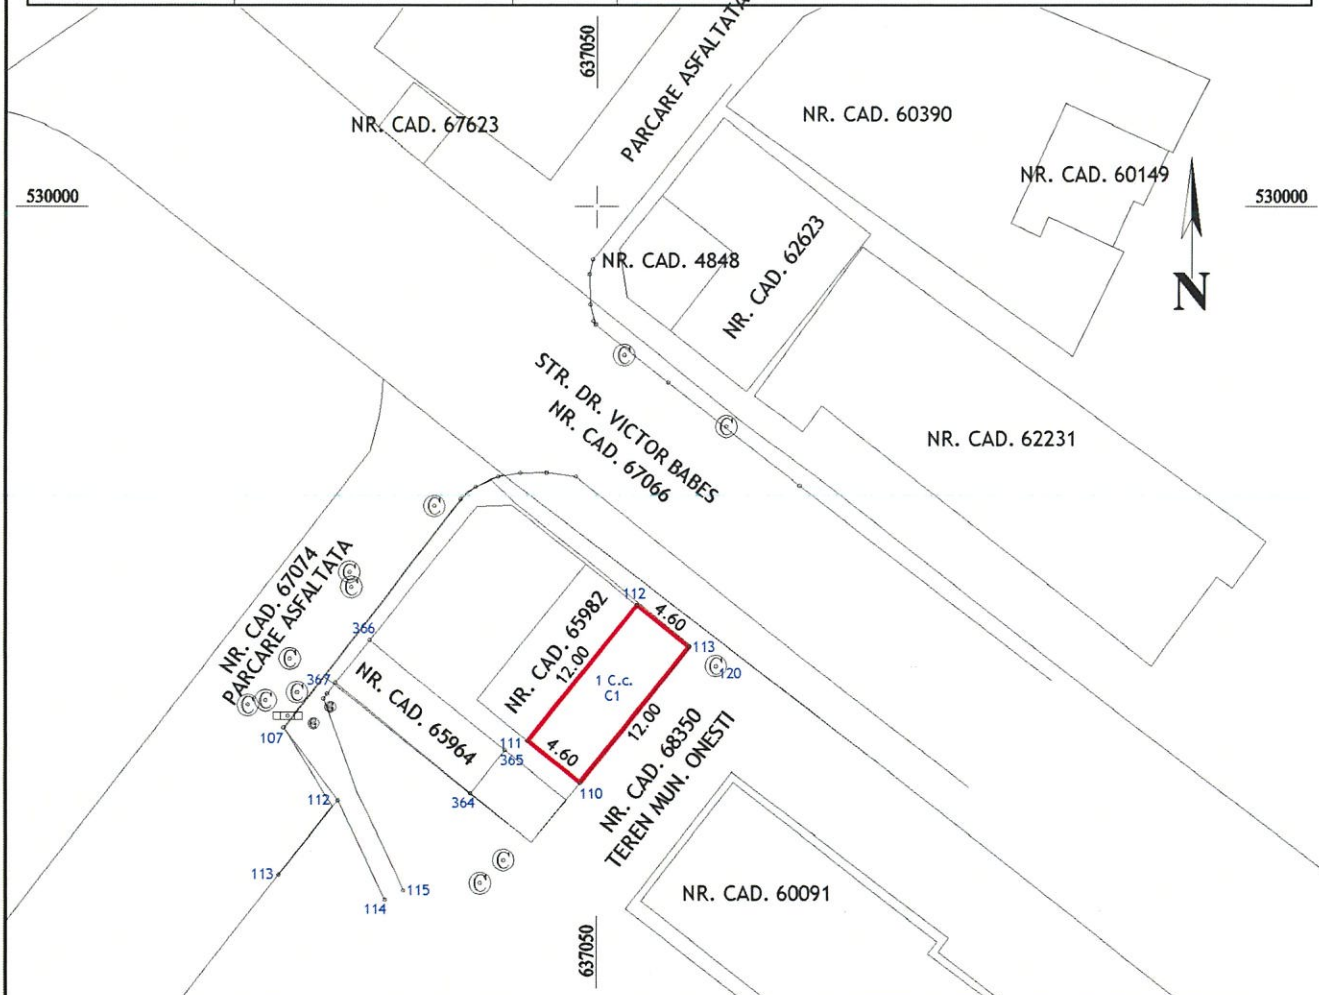 637050
PARCARE ASFALTATA
NR. CAD. 67623
NR. CAD. 60390
NR. CAD. 60149
530000
530000
NR. CAD. 4848
NR. CAD. 62623
N
STR. DR. VICTOR BABES
NR. CAD. 67066
NR. CAD. 62231
NR. CAD. 67074
PARCARE ASFALTATA
112
4.60
113
120
366
367
NR. CAD. 65982
12.00
1 C.c.
C1
12.00
NR. CAD. 65964
107
111
365
4.60
110
364
NR. CAD. 68350
TEREN MUN. ONESTI
112
113
115
114
NR. CAD. 60091
637050